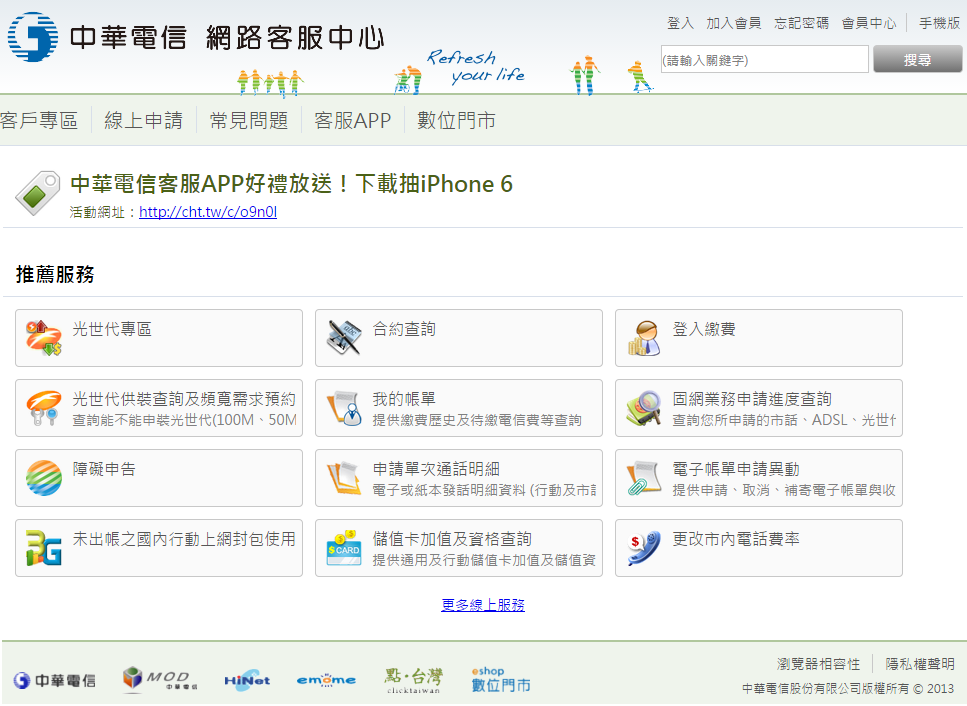 登入 加入會員 忘記密碼 會員中心 手機版
中華電信 網路客服中心
Refresh
your life
(請輸入關鍵字) 搜尋
客戶專區 線上申請 常見問題 客服APP 數位門市
中華電信客服APP好禮放送！下載抽iPhone 6
活動網址：http://cht.tw/c/o9n0l
推薦服務
光世代專區
合約查詢
登入繳費
光世代供裝查詢及頻寬需求預約
查詢能不能申裝光世代(100M、50M
我的帳單
提供繳費歷史及待繳電信費等查詢
固網業務申請進度查詢
查詢您所申請的市話、ADSL、光世
障礙申告
申請單次通話明細
電子或紙本發話明細資料 (行動及市
電子帳單申請異動
提供申請、取消、補寄電子帳單與收
3G
未出帳之國內行動上網封包使用
$ CARD
儲值卡加值及資格查詢
提供通用及行動儲值卡加值及儲值資
$
更改市內電話費率
更多線上服務
瀏覽器相容性 隱私權聲明
中華電信 MOD 中華電信 HiNet emome 點·台灣 clicktaiwan eshop 數位門市
中華電信股份有限公司版權所有 © 2013